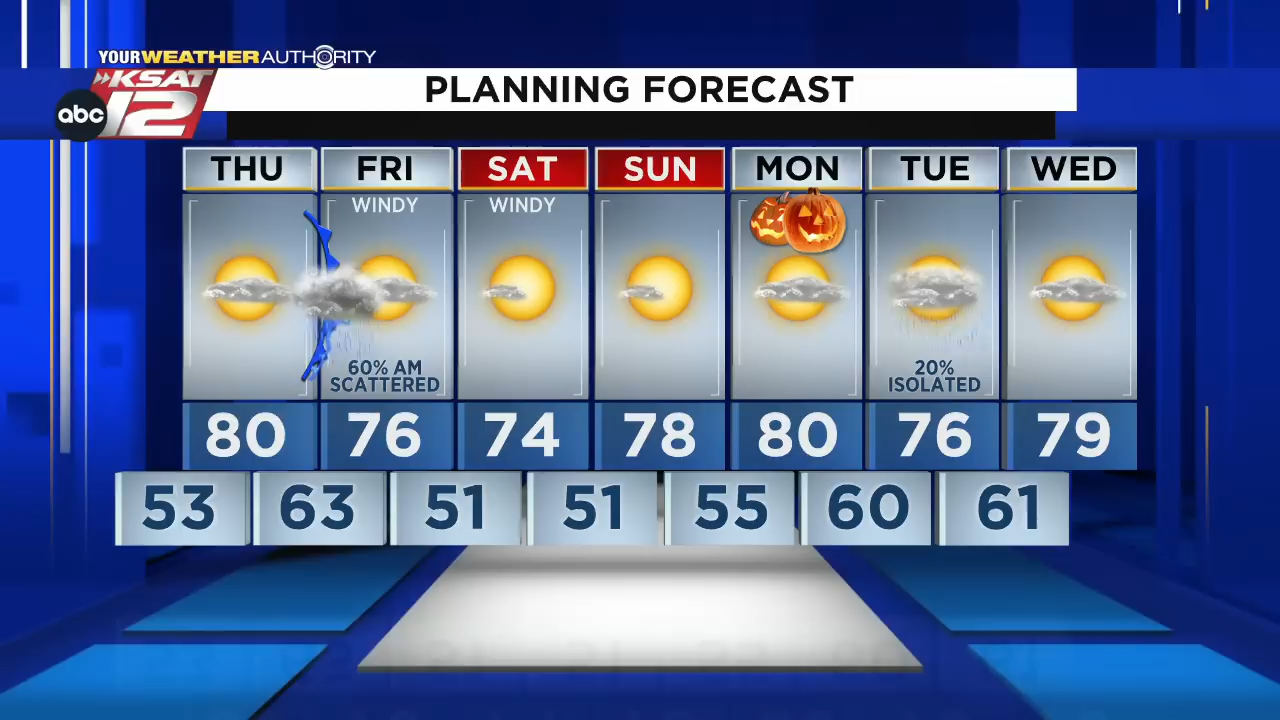 YOURWEATHERAUTHORITY
KSAT
abc 12
PLANNING FORECAST
THU FRI SAT SUN MON TUE WED
WINDY WINDY
60% AM 20%
SCATTERED ISOLATED
80 76 74 78 80 76 79
53 63 51 51 55 60 61